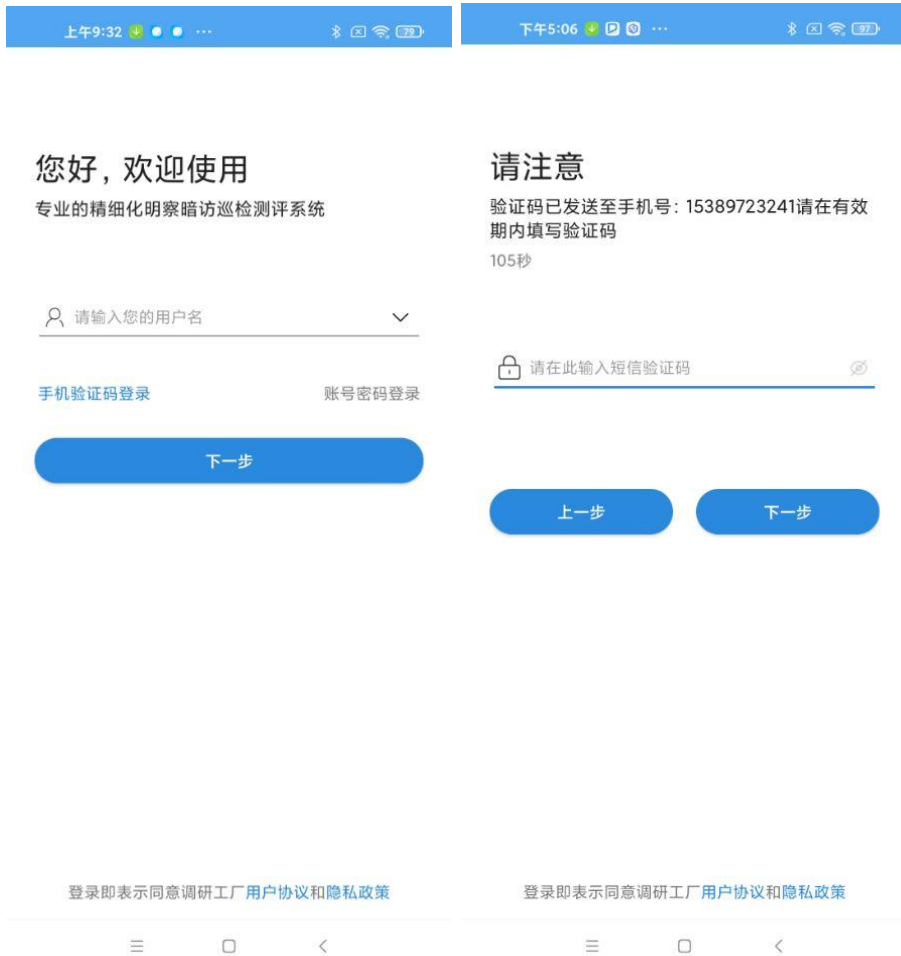 上午9:32 ...
79
您好，欢迎使用
专业的精细化明察暗访巡检测评系统
请输入您的用户名
手机验证码登录
账号密码登录
下一步
登录即表示同意调研工厂用户协议和隐私政策
下午5:06 ...
97
请注意
验证码已发送至手机号：15389723241请在有效
期内填写验证码
105秒
请在此输入短信验证码
上一步
下一步
登录即表示同意调研工厂用户协议和隐私政策